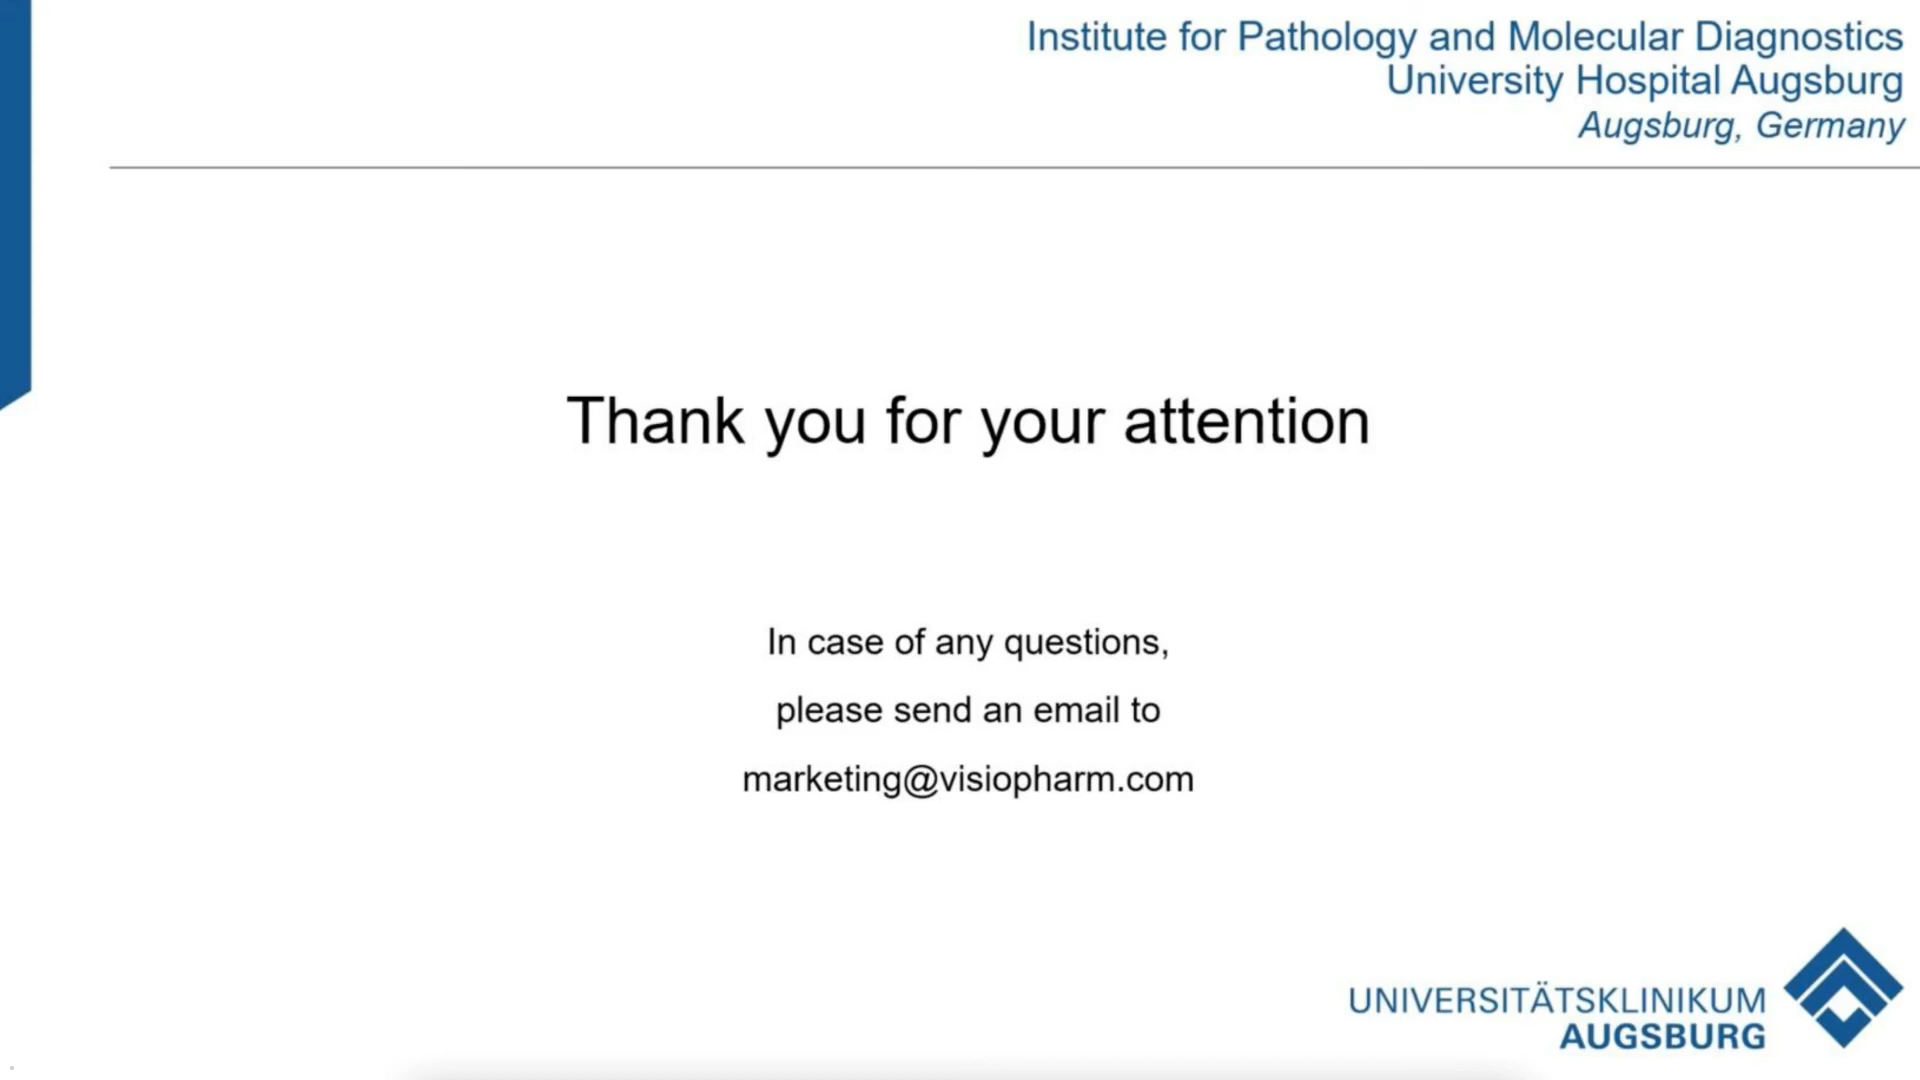 Institute for Pathology and Molecular Diagnostics
University Hospital Augsburg
Augsburg, Germany
Thank you for your attention
In case of any questions,
please send an email to
marketing@visiopharm.com
UNIVERSITÄTSKLINIKUM
AUGSBURG